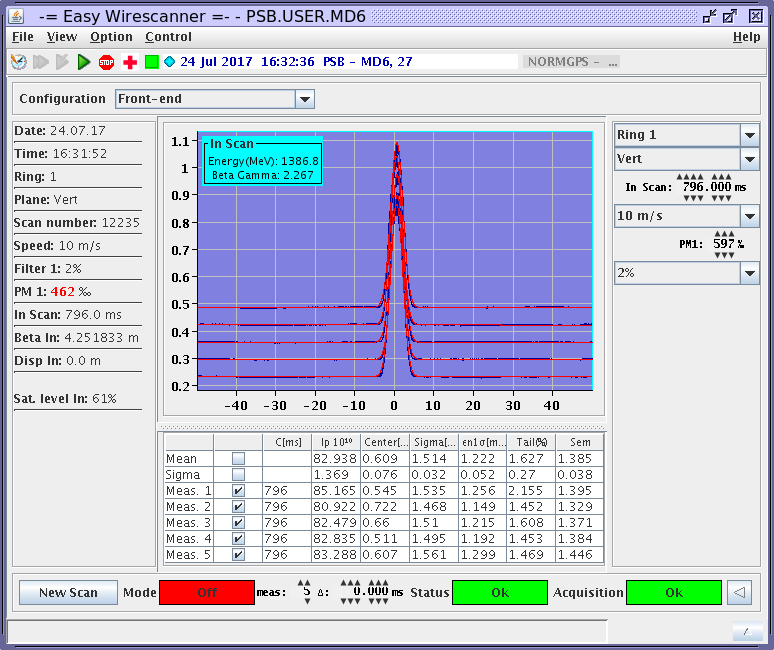 -= Easy Wirescanner =- - PSB.USER.MD6
File View Option Control Help
STOP 24 Jul 2017 16:32:36 PSB - MD6, 27 NORMGPS - ...
Configuration Front-end
Date: 24.07.17
Time: 16:31:52
Ring: 1
Plane: Vert
Scan number: 12235
Speed: 10 m/s
Filter 1: 2%
PM 1: 462 ‰
In Scan: 796.0 ms
Beta In: 4.251833 m
Disp In: 0.0 m
Sat. level In: 61%
In Scan
Energy(MeV): 1386.8
Beta Gamma: 2.267
1.1
1
0.9
0.8
0.7
0.6
0.5
0.4
0.3
0.2
-40 -30 -20 -10 0 10 20 30 40
Ring 1
Vert
In Scan: 796.000 ms
10 m/s
PM1: 597 ‰
2%
C[ms] Ip 10¹⁰ Center[... Sigma[... en1σ[m... Tail(%) Sem
Mean 82.938 0.609 1.514 1.222 1.627 1.385
Sigma 1.369 0.076 0.032 0.052 0.27 0.038
Meas. 1 796 85.165 0.545 1.535 1.256 2.155 1.395
Meas. 2 796 80.922 0.722 1.468 1.149 1.452 1.329
Meas. 3 796 82.479 0.66 1.51 1.215 1.608 1.371
Meas. 4 796 82.835 0.511 1.495 1.192 1.453 1.384
Meas. 5 796 83.288 0.607 1.561 1.299 1.469 1.446
New Scan Mode Off meas: 5 Δ: 0.000 ms Status Ok Acquisition Ok